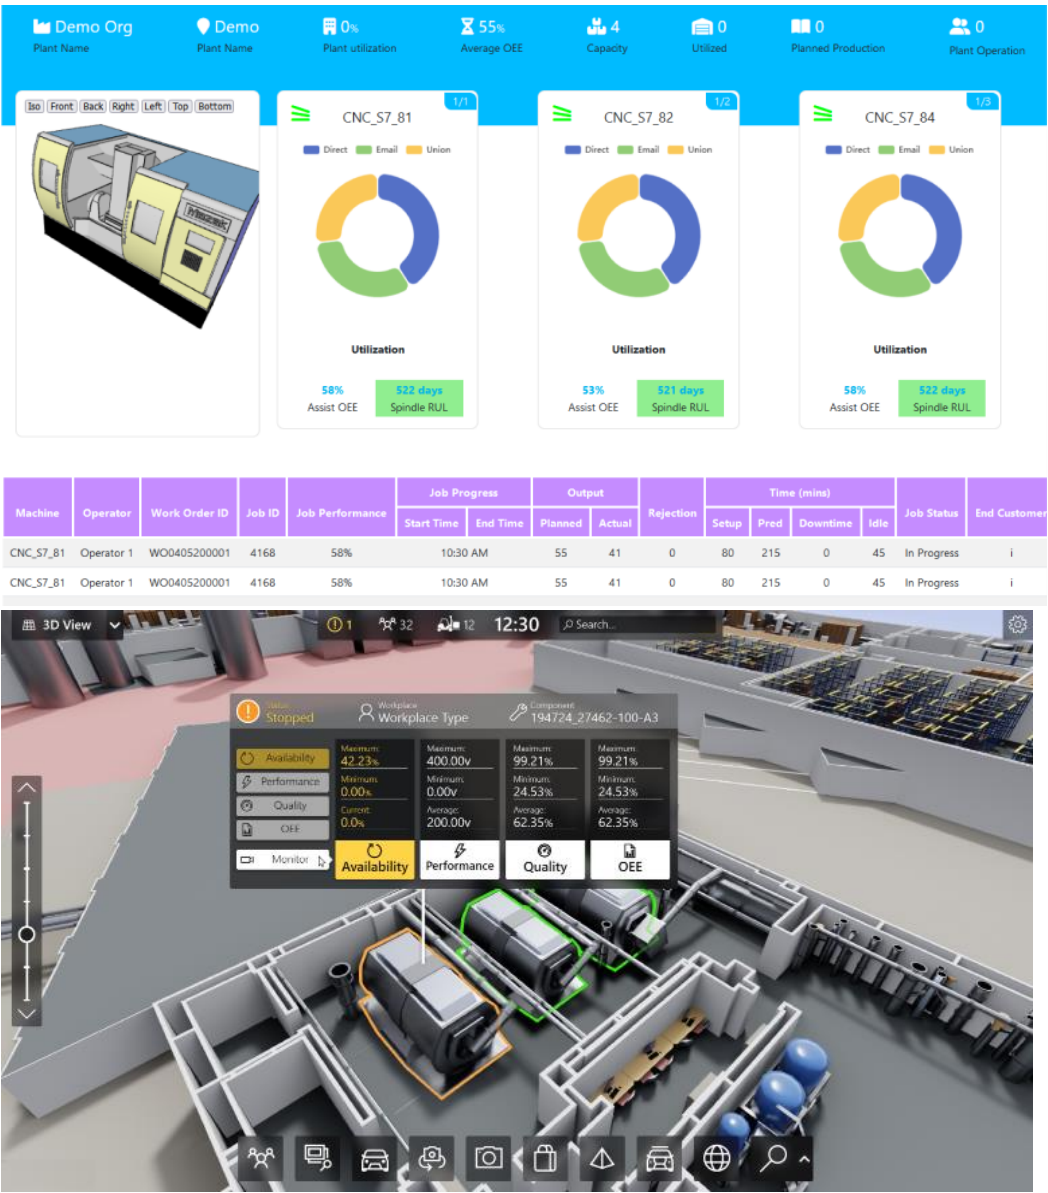 Demo Org Demo 0% 55% 4 0 0 0
Plant Name Plant Name Plant utilization Average OEE Capacity Utilized Planned Production Plant Operation
Iso Front Back Right Left Top Bottom
1/1
CNC_S7_81
Direct Email Union
Utilization
58% 522 days
Assist OEE Spindle RUL
1/2
CNC_S7_82
Direct Email Union
Utilization
53% 521 days
Assist OEE Spindle RUL
1/3
CNC_S7_84
Direct Email Union
Utilization
58% 522 days
Assist OEE Spindle RUL
Machine Operator Work Order ID Job ID Job Performance Job Progress Output Rejection Time (mins) Job Status End Customer
Start Time End Time Planned Actual Setup Pred Downtime Idle
CNC_S7_81 Operator 1 WO0405200001 4168 58% 10:30 AM 55 41 0 80 215 0 45 In Progress i
CNC_S7_81 Operator 1 WO0405200001 4168 58% 10:30 AM 55 41 0 80 215 0 45 In Progress i
3D View 1 32 12 12:30 Search...
Status Workplace Component
Stopped Workplace Type 194724_27462-100-A3
Availability
Performance
Quality
OEE
Monitor
Maximum: Maximum: Maximum: Maximum:
42.23% 400.00v 99.21% 99.21%
Minimum: Minimum: Minimum: Minimum:
0.00% 0.00v 24.53% 24.53%
Current: Average: Average: Average:
0.0% 200.00v 62.35% 62.35%
Availability Performance Quality OEE